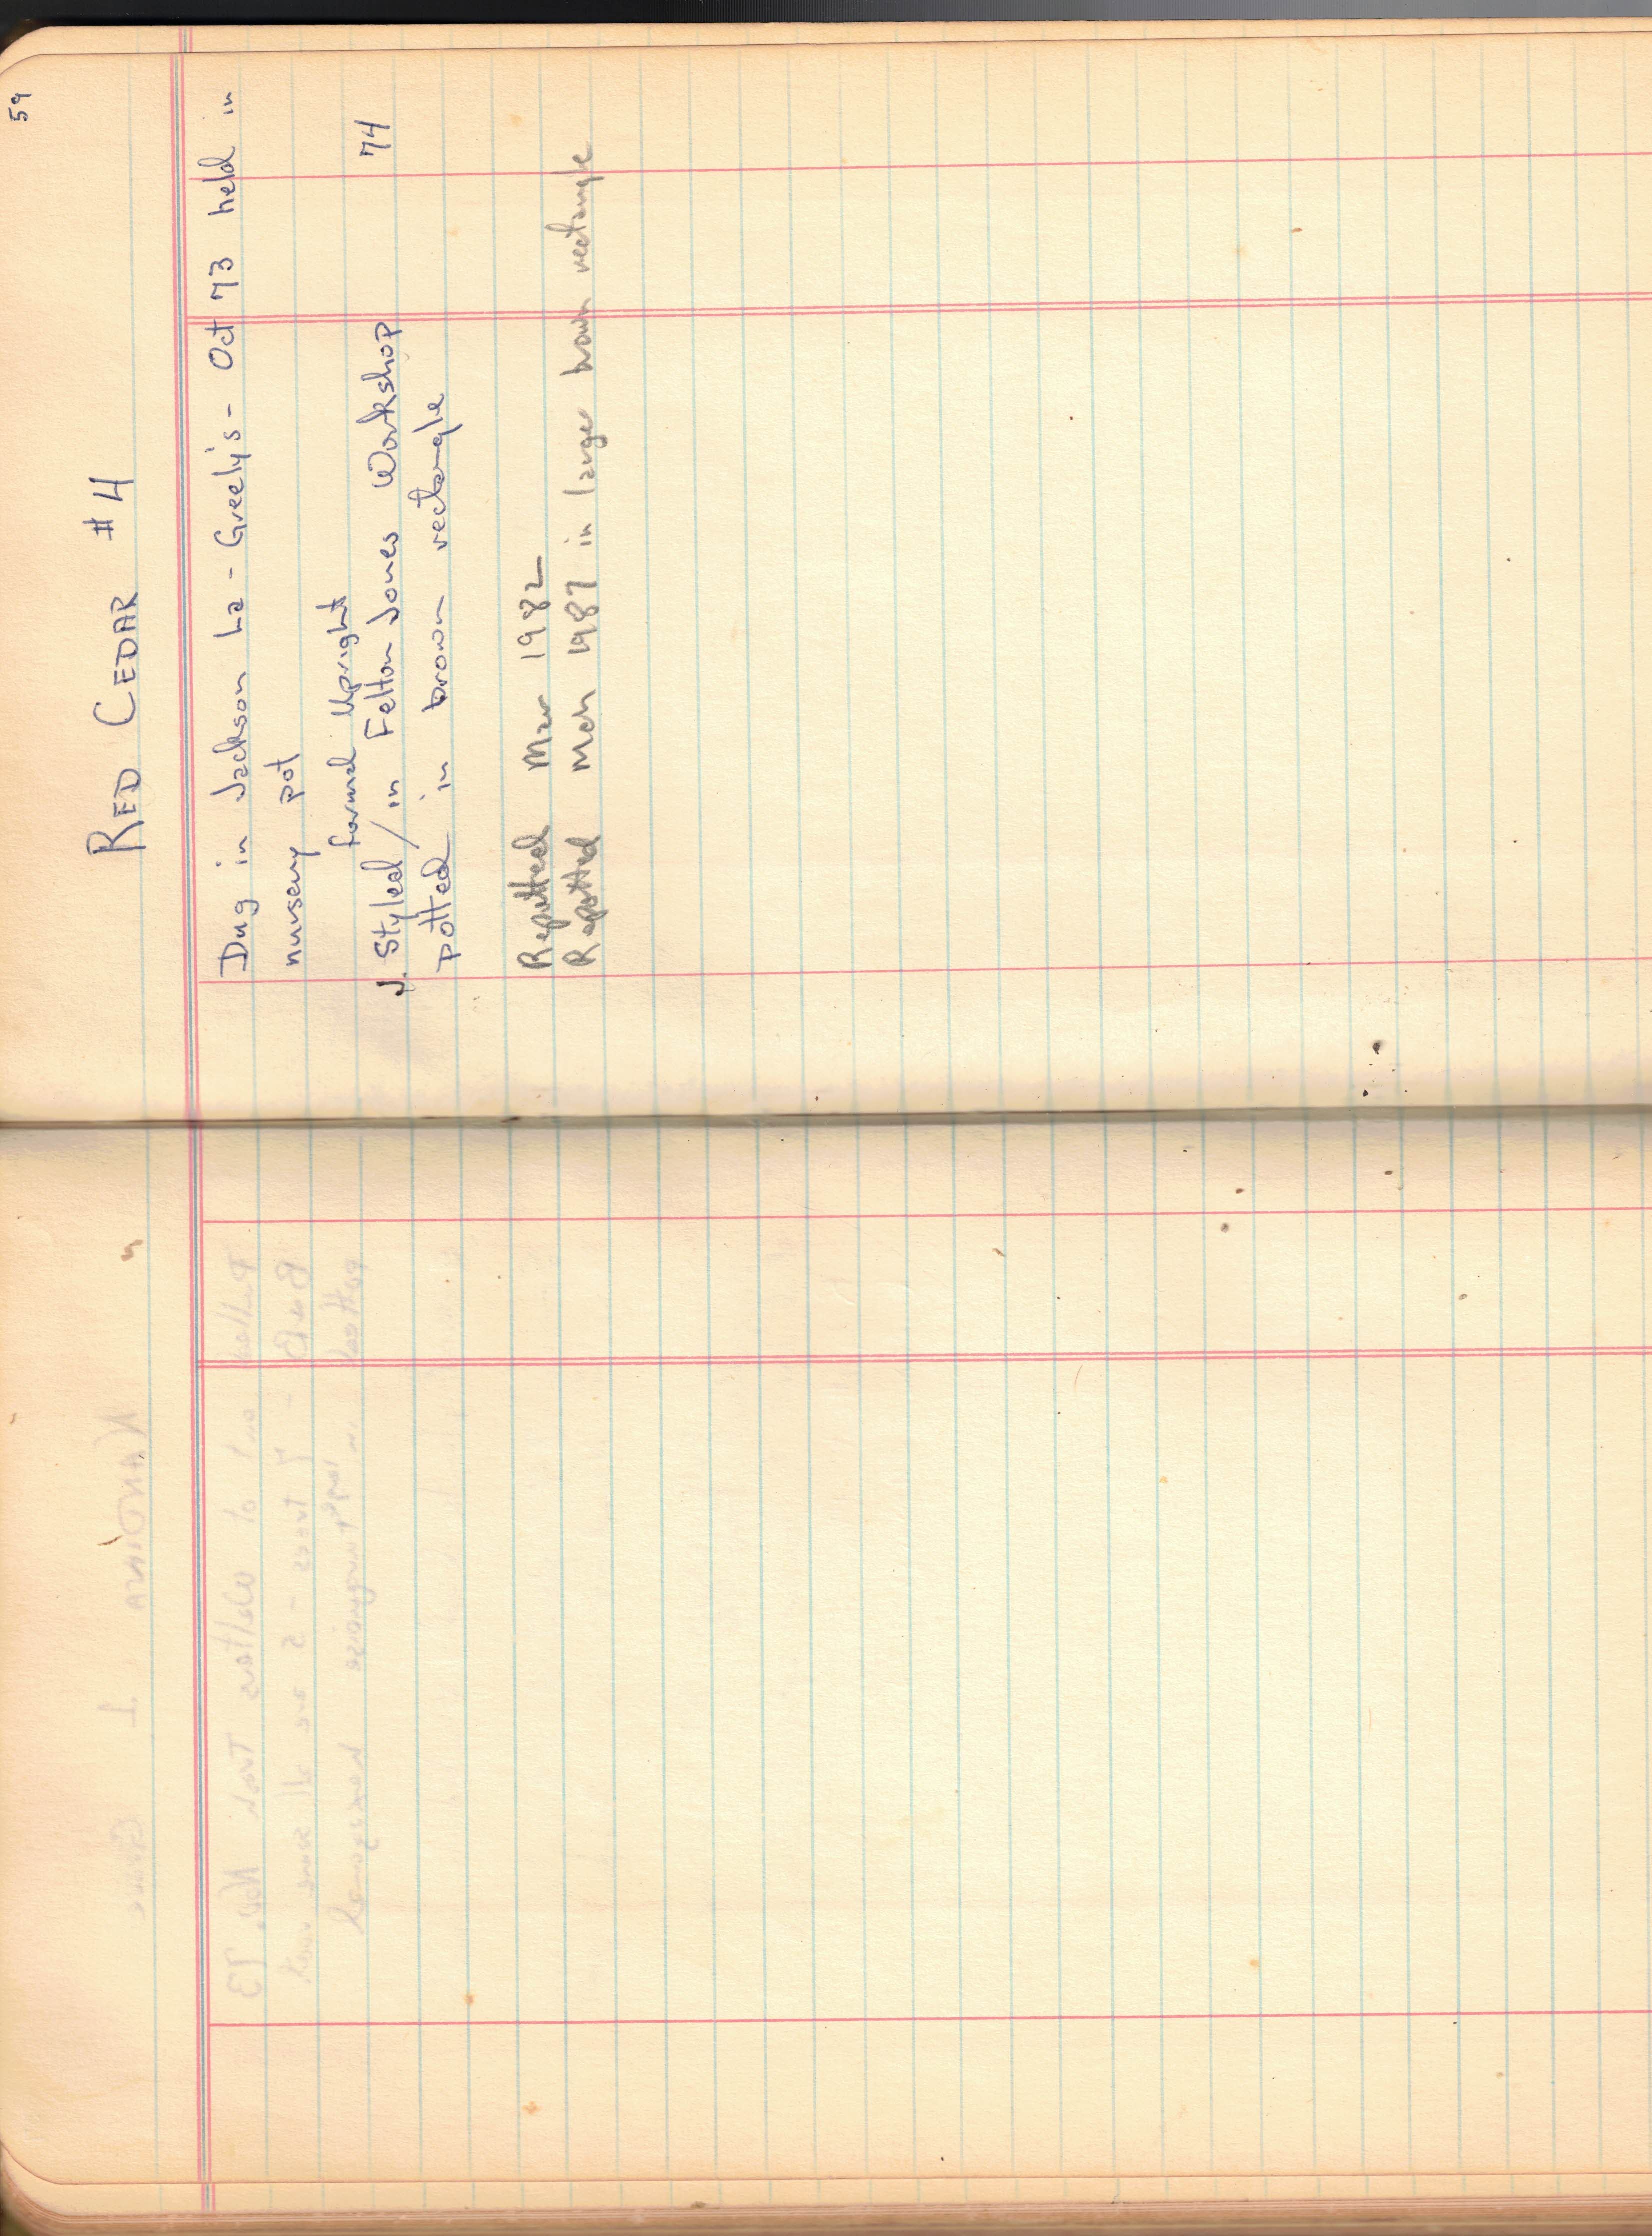 59
RED CEDAR #4
Dug in Jackson La - Greely's - Oct 73 held in
nursery pot
formal Upright
J. Styled / in Felton Jones Workshop 74
potted in brown rectangle
Repotted Mar 1982
Repotted Mch 1987 in larger brown rectangle